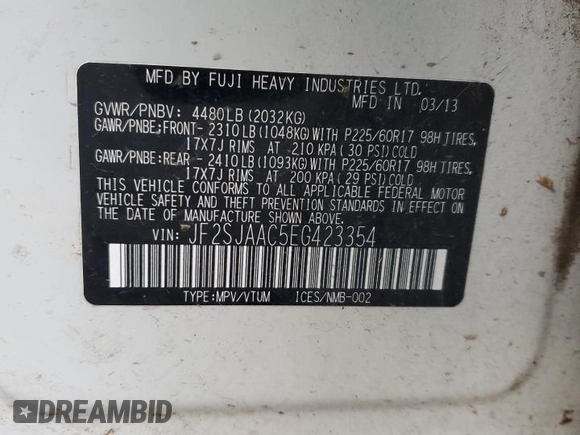 MFD BY FUJI HEAVY INDUSTRIES LTD.
MFD IN 03/13
GVWR/PNBV: 4480LB (2032KG)
GAWR/PNBE;FRONT- 2310LB(1048KG)WITH P225/60R17 98H TIRES,
17X7J RIMS AT 210 KPA( 30 PSI)COLD
GAWR/PNBE:REAR - 2410LB(1093KG)WITH P225/60R17 98H TIRES,
17X7J RIMS AT 200 KPA( 29 PSI)COLD
THIS VEHICLE CONFORMS TO ALL APPLICABLE FEDERAL MOTOR
VEHICLE SAFETY AND THEFT PREVENTION STANDARDS IN EFFECT
ON THE DATE OF MANUFACTURE SHOWN ABOVE.
VIN: JF2SJAAC5EG423354
TYPE:MPV/VTUM ICES/NMB-002
DREAMBID